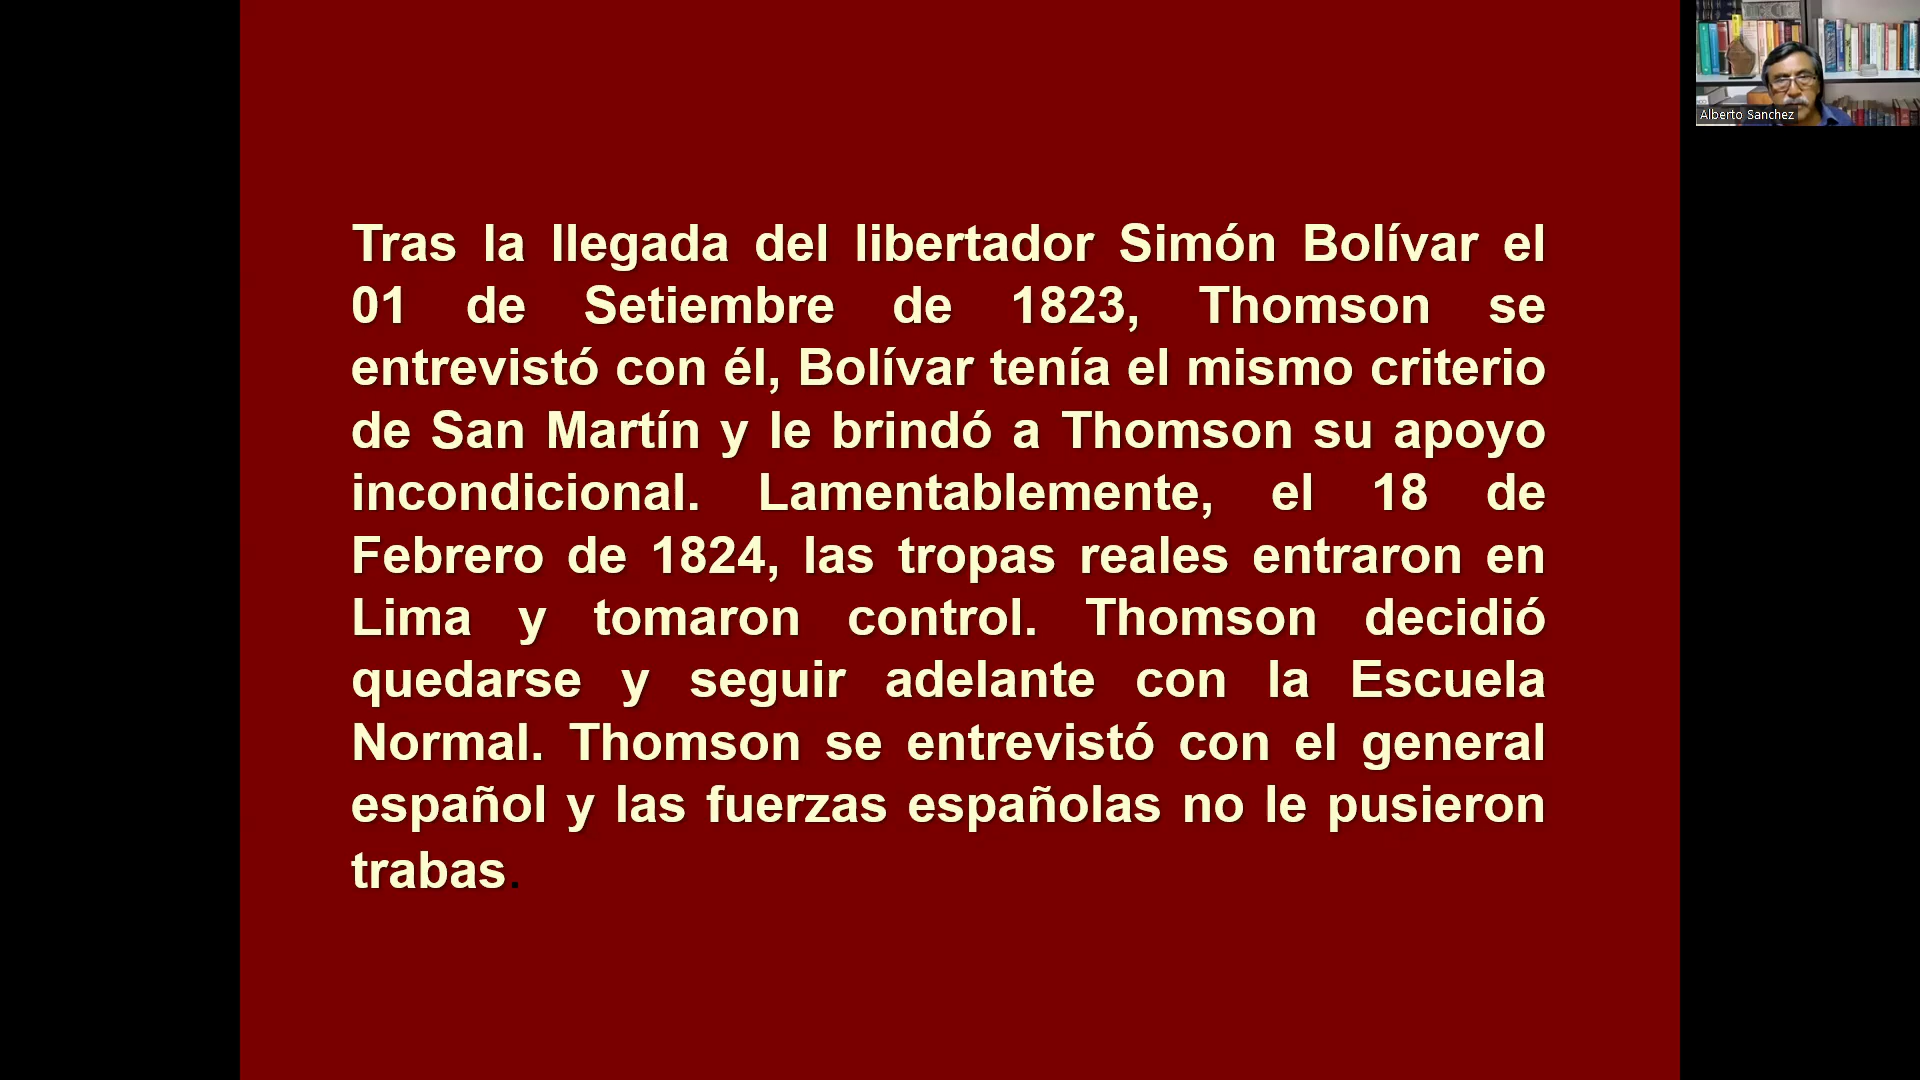 Tras la llegada del libertador Simón Bolívar el
01 de Setiembre de 1823, Thomson se
entrevistó con él, Bolívar tenía el mismo criterio
de San Martín y le brindó a Thomson su apoyo
incondicional. Lamentablemente, el 18 de
Febrero de 1824, las tropas reales entraron en
Lima y tomaron control. Thomson decidió
quedarse y seguir adelante con la Escuela
Normal. Thomson se entrevistó con el general
español y las fuerzas españolas no le pusieron
trabas.
Alberto Sanchez